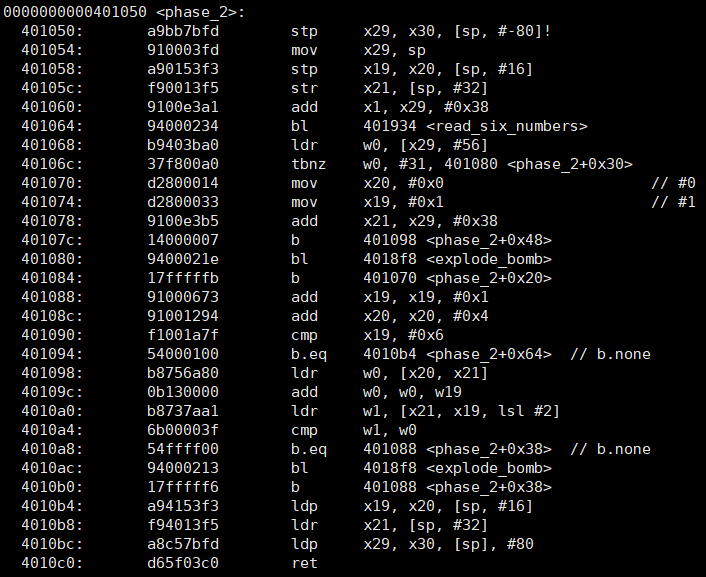 0000000000401050 <phase_2>:
401050: a9bb7bfd stp x29, x30, [sp, #-80]!
401054: 910003fd mov x29, sp
401058: a90153f3 stp x19, x20, [sp, #16]
40105c: f90013f5 str x21, [sp, #32]
401060: 9100e3a1 add x1, x29, #0x38
401064: 94000234 bl 401934 <read_six_numbers>
401068: b9403ba0 ldr w0, [x29, #56]
40106c: 37f800a0 tbnz w0, #31, 401080 <phase_2+0x30>
401070: d2800014 mov x20, #0x0 // #0
401074: d2800033 mov x19, #0x1 // #1
401078: 9100e3b5 add x21, x29, #0x38
40107c: 14000007 b 401098 <phase_2+0x48>
401080: 9400021e bl 4018f8 <explode_bomb>
401084: 17fffffb b 401070 <phase_2+0x20>
401088: 91000673 add x19, x19, #0x1
40108c: 91001294 add x20, x20, #0x4
401090: f1001a7f cmp x19, #0x6
401094: 54000100 b.eq 4010b4 <phase_2+0x64> // b.none
401098: b8756a80 ldr w0, [x20, x21]
40109c: 0b130000 add w0, w0, w19
4010a0: b8737aa1 ldr w1, [x21, x19, lsl #2]
4010a4: 6b00003f cmp w1, w0
4010a8: 54ffff00 b.eq 401088 <phase_2+0x38> // b.none
4010ac: 94000213 bl 4018f8 <explode_bomb>
4010b0: 17fffff6 b 401088 <phase_2+0x38>
4010b4: a94153f3 ldp x19, x20, [sp, #16]
4010b8: f94013f5 ldr x21, [sp, #32]
4010bc: a8c57bfd ldp x29, x30, [sp], #80
4010c0: d65f03c0 ret